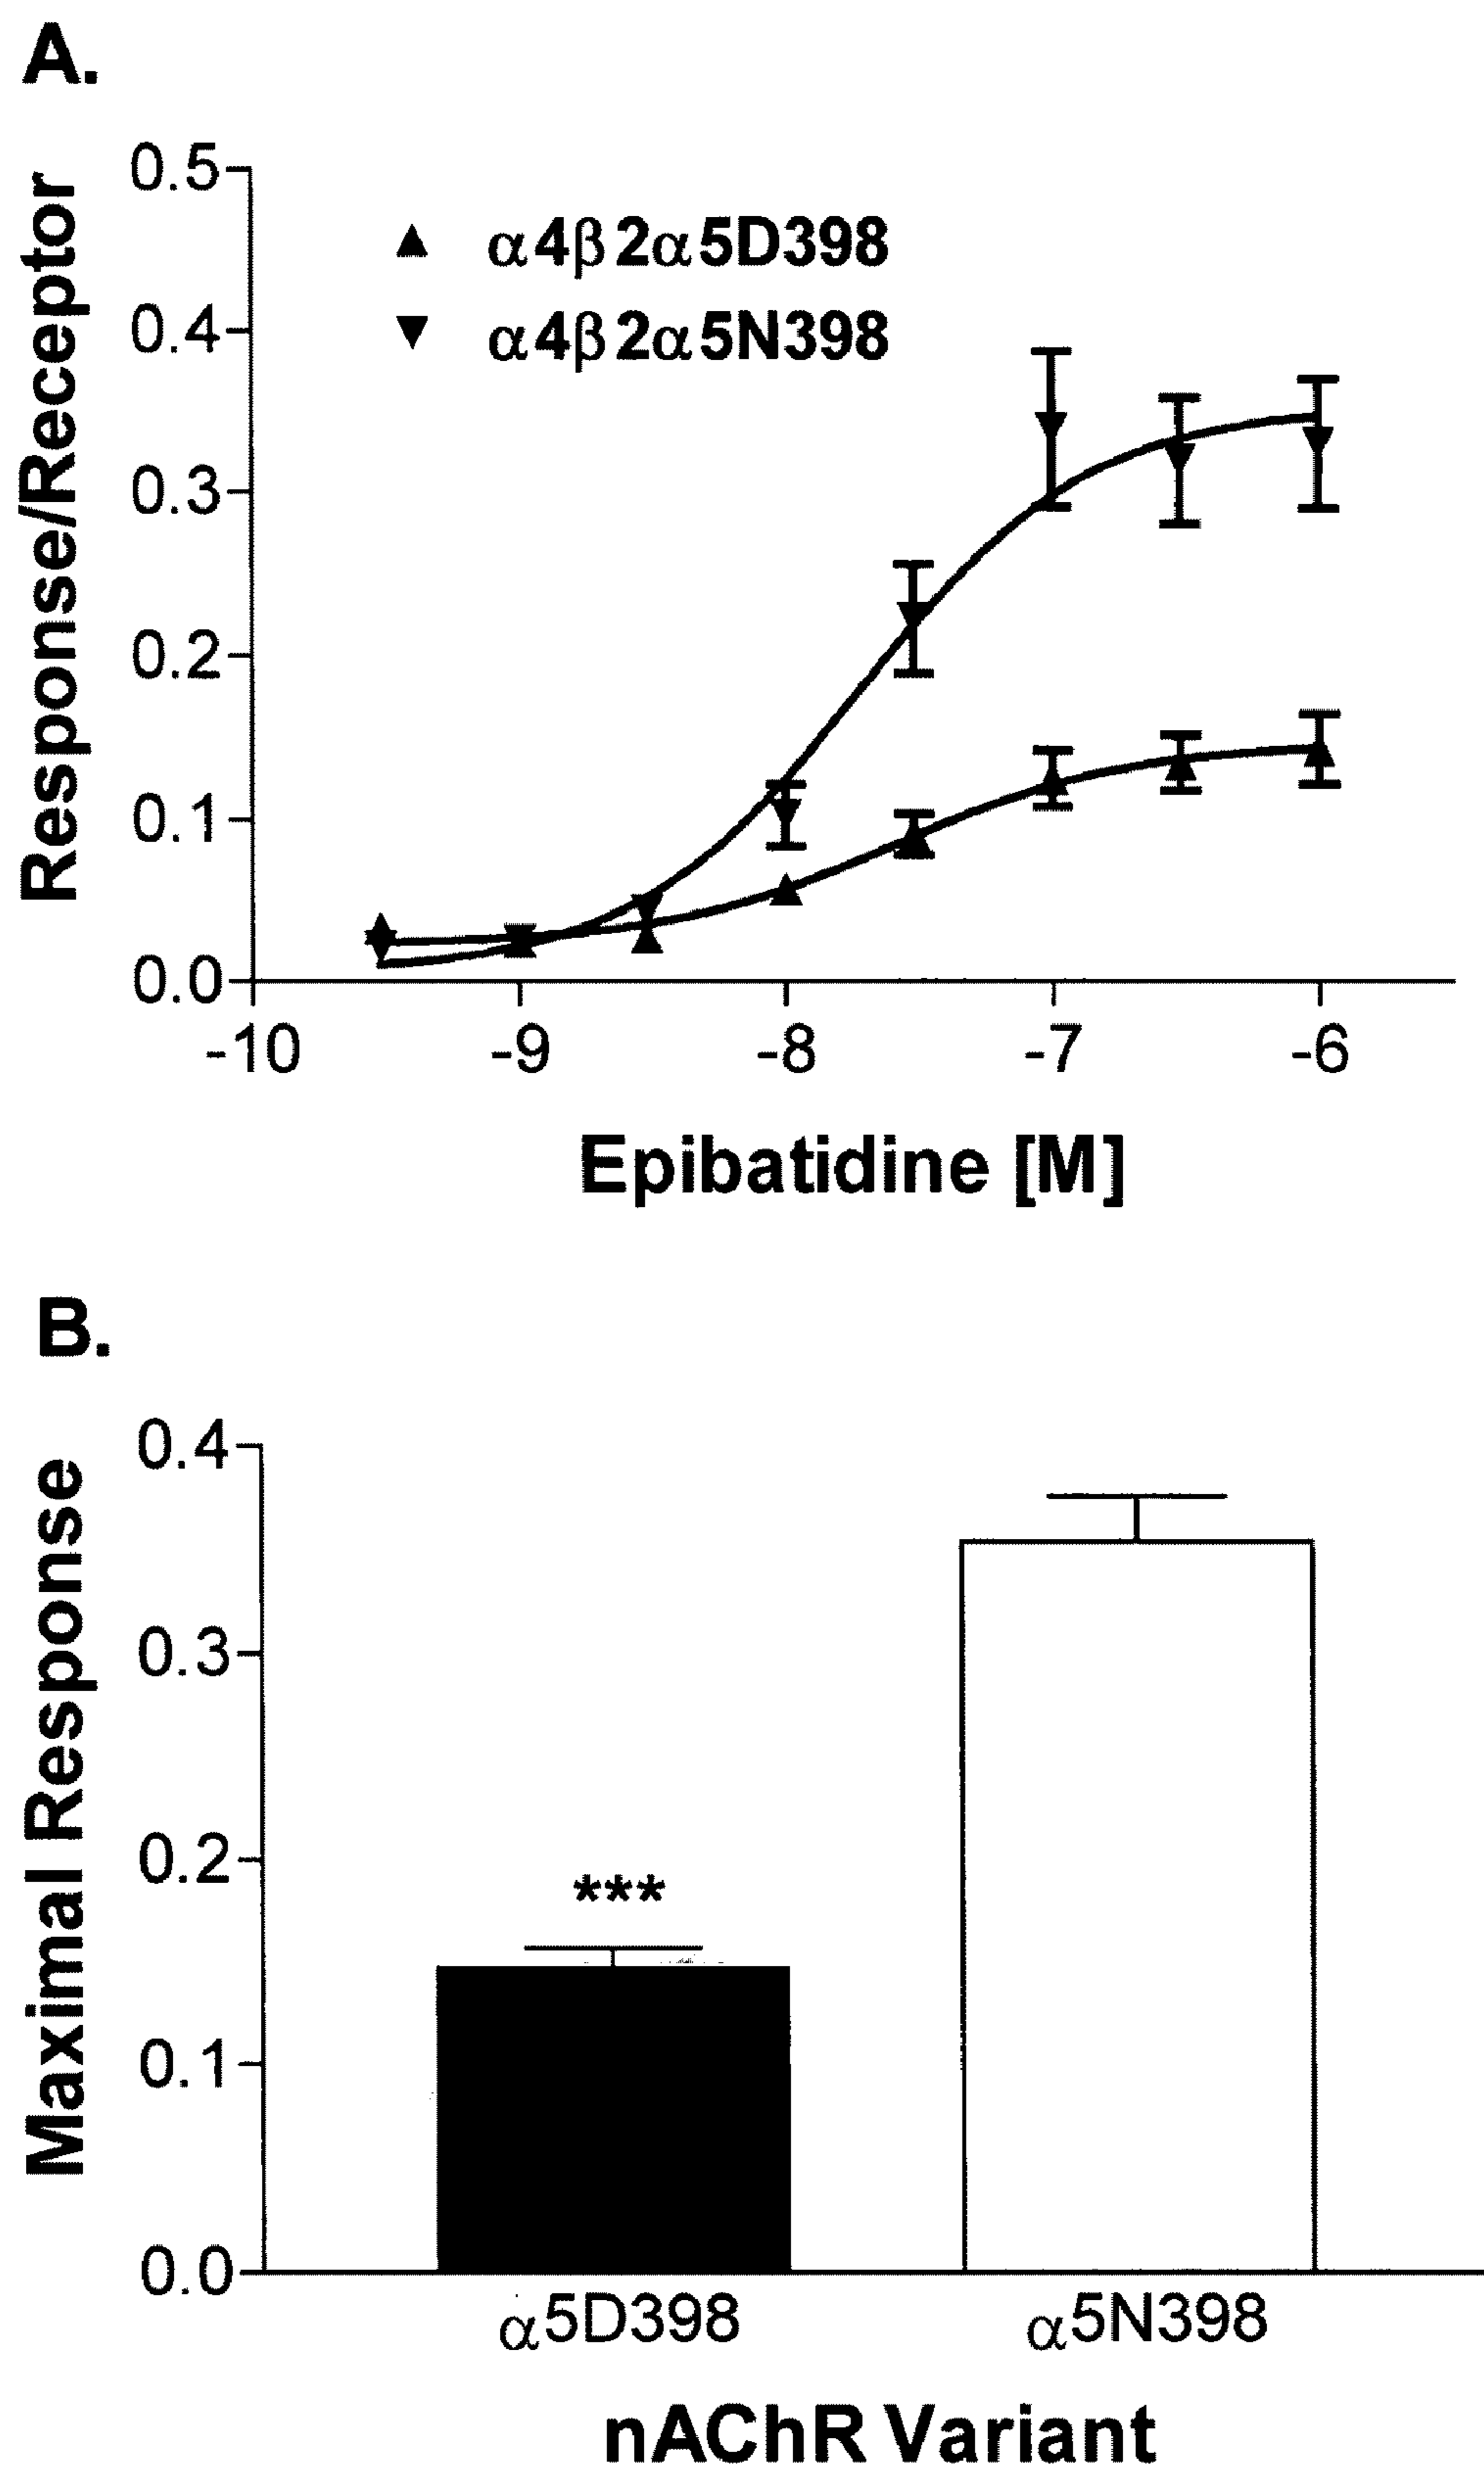 A.
Response/Receptor
0.5
0.4
0.3
0.2
0.1
0.0
▲ α4β2α5D398
▼ α4β2α5N398
-10 -9 -8 -7 -6
Epibatidine [M]
B.
Maximal Response
0.4
0.3
0.2
0.1
0.0
***
α5D398 α5N398
nAChR Variant